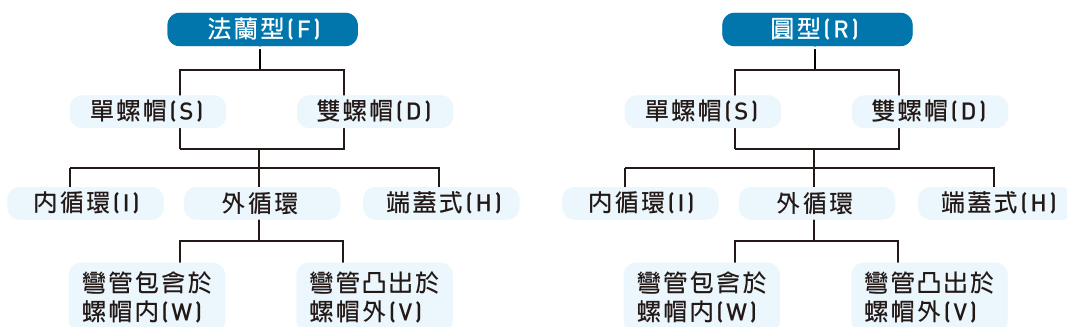 法蘭型(F)
單螺帽(S)
雙螺帽(D)
內循環(I)
外循環
端蓋式(H)
彎管包含於
螺帽內(W)
彎管凸出於
螺帽外(V)
圓型(R)
單螺帽(S)
雙螺帽(D)
內循環(I)
外循環
端蓋式(H)
彎管包含於
螺帽內(W)
彎管凸出於
螺帽外(V)